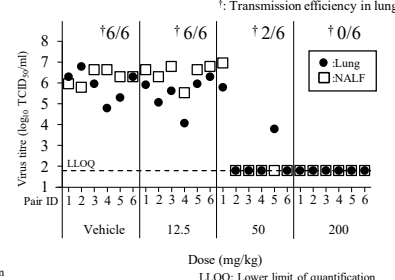 †: Transmission efficiency in lung
†6/6 †6/6 †2/6 †0/6
:Lung
:NALF
Virus titre (log10 TCID50/ml)
8
7
6
5
4
3
2
1
LLOQ
Pair ID 1 2 3 4 5 6 1 2 3 4 5 6 1 2 3 4 5 6 1 2 3 4 5 6
Vehicle 12.5 50 200
Dose (mg/kg)
n LLOQ: Lower limit of quantification